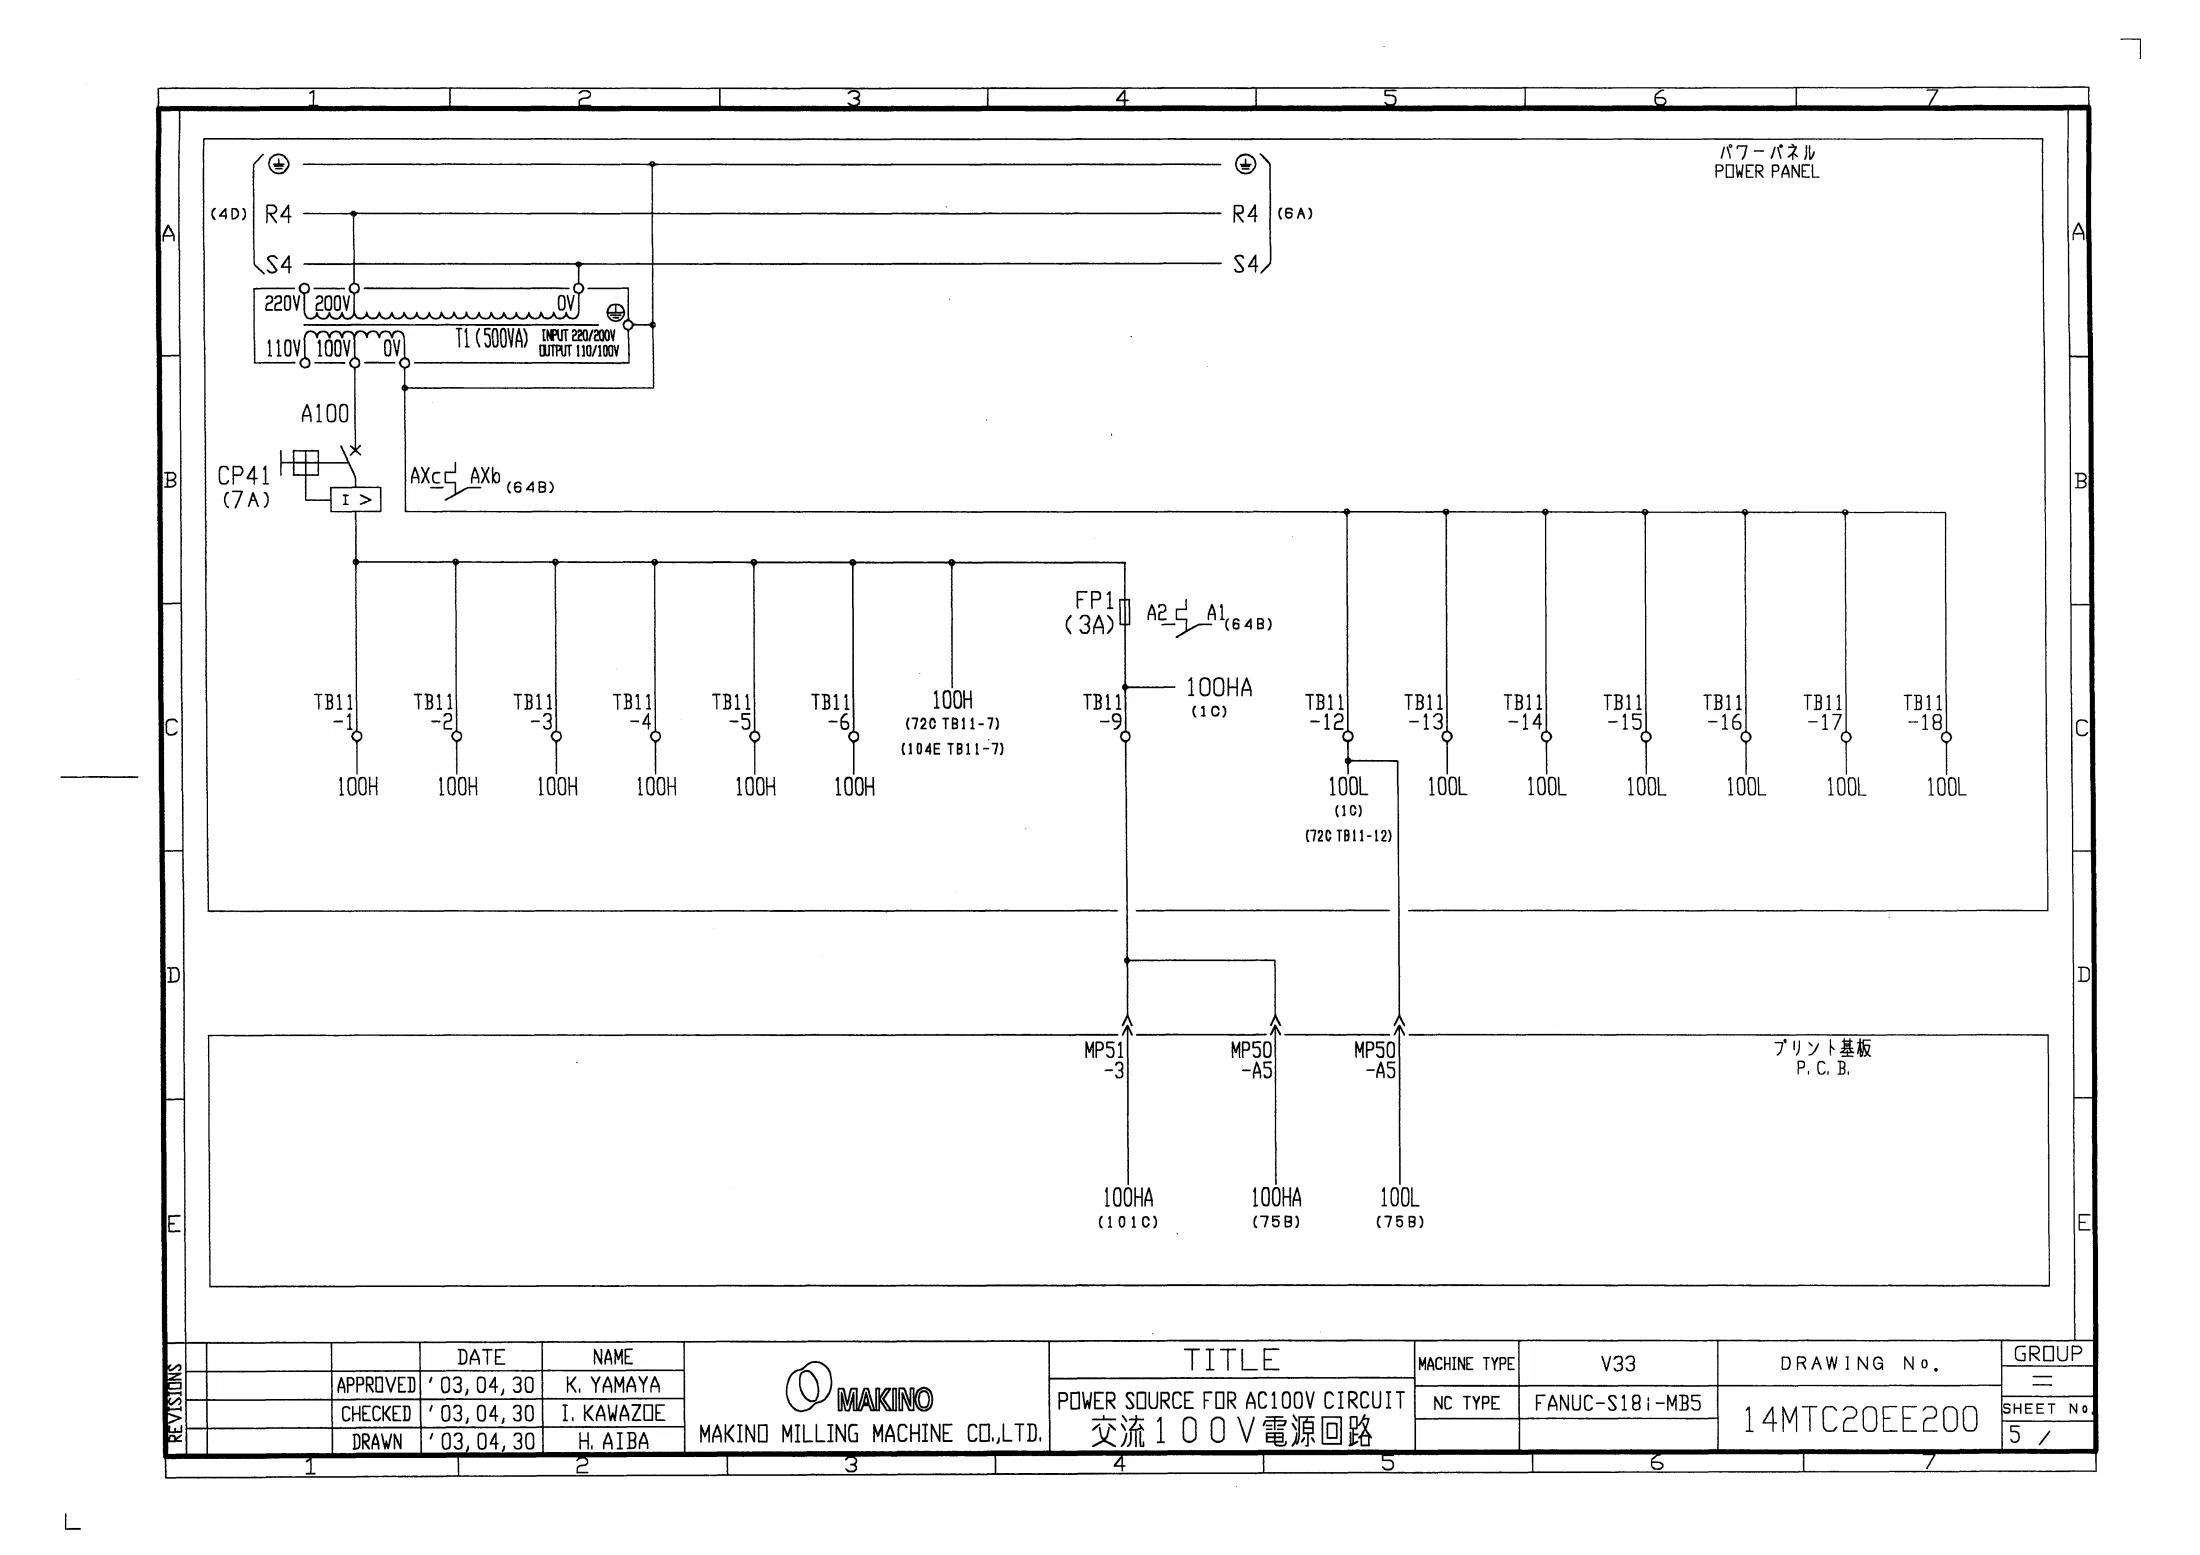 1 2 3 4 5 6 7
パワーパネル
POWER PANEL
(4D) R4 R4 (6A)
S4 S4
A A
220V 200V 0V
T1(500VA) INPUT 220/200V
OUTPUT 110/100V
110V 100V 0V
A100
CP41
(7A)
I >
AXc AXb (64B)
B B
FP1
(3A)
A2 A1 (64B)
100HA
(1C)
TB11 TB11 TB11 TB11 TB11 TB11 100H TB11 TB11 TB11 TB11 TB11 TB11 TB11 TB11
-1 -2 -3 -4 -5 -6 (72C TB11-7) -9 -12 -13 -14 -15 -16 -17 -18
(104E TB11-7)
C C
100H 100H 100H 100H 100H 100H 100L 100L 100L 100L 100L 100L 100L
(1C)
(72C TB11-12)
D D
プリント基板
P.C.B.
MP51 MP50 MP50
-3 -A5 -A5
100HA 100HA 100L
(101C) (75B) (75B)
E E
REVISIONS
DATE NAME
APPROVED '03,04,30 K. YAMAYA
CHECKED '03,04,30 I. KAWAZOE
DRAWN '03,04,30 H. AIBA
MAKINO
MAKINO MILLING MACHINE CO.,LTD.
TITLE
POWER SOURCE FOR AC100V CIRCUIT
交流100V電源回路
MACHINE TYPE V33
NC TYPE FANUC-S18i-MB5
DRAWING No.
14MTC20EE200
GROUP
=
SHEET No.
5 /
1 2 3 4 5 6 7